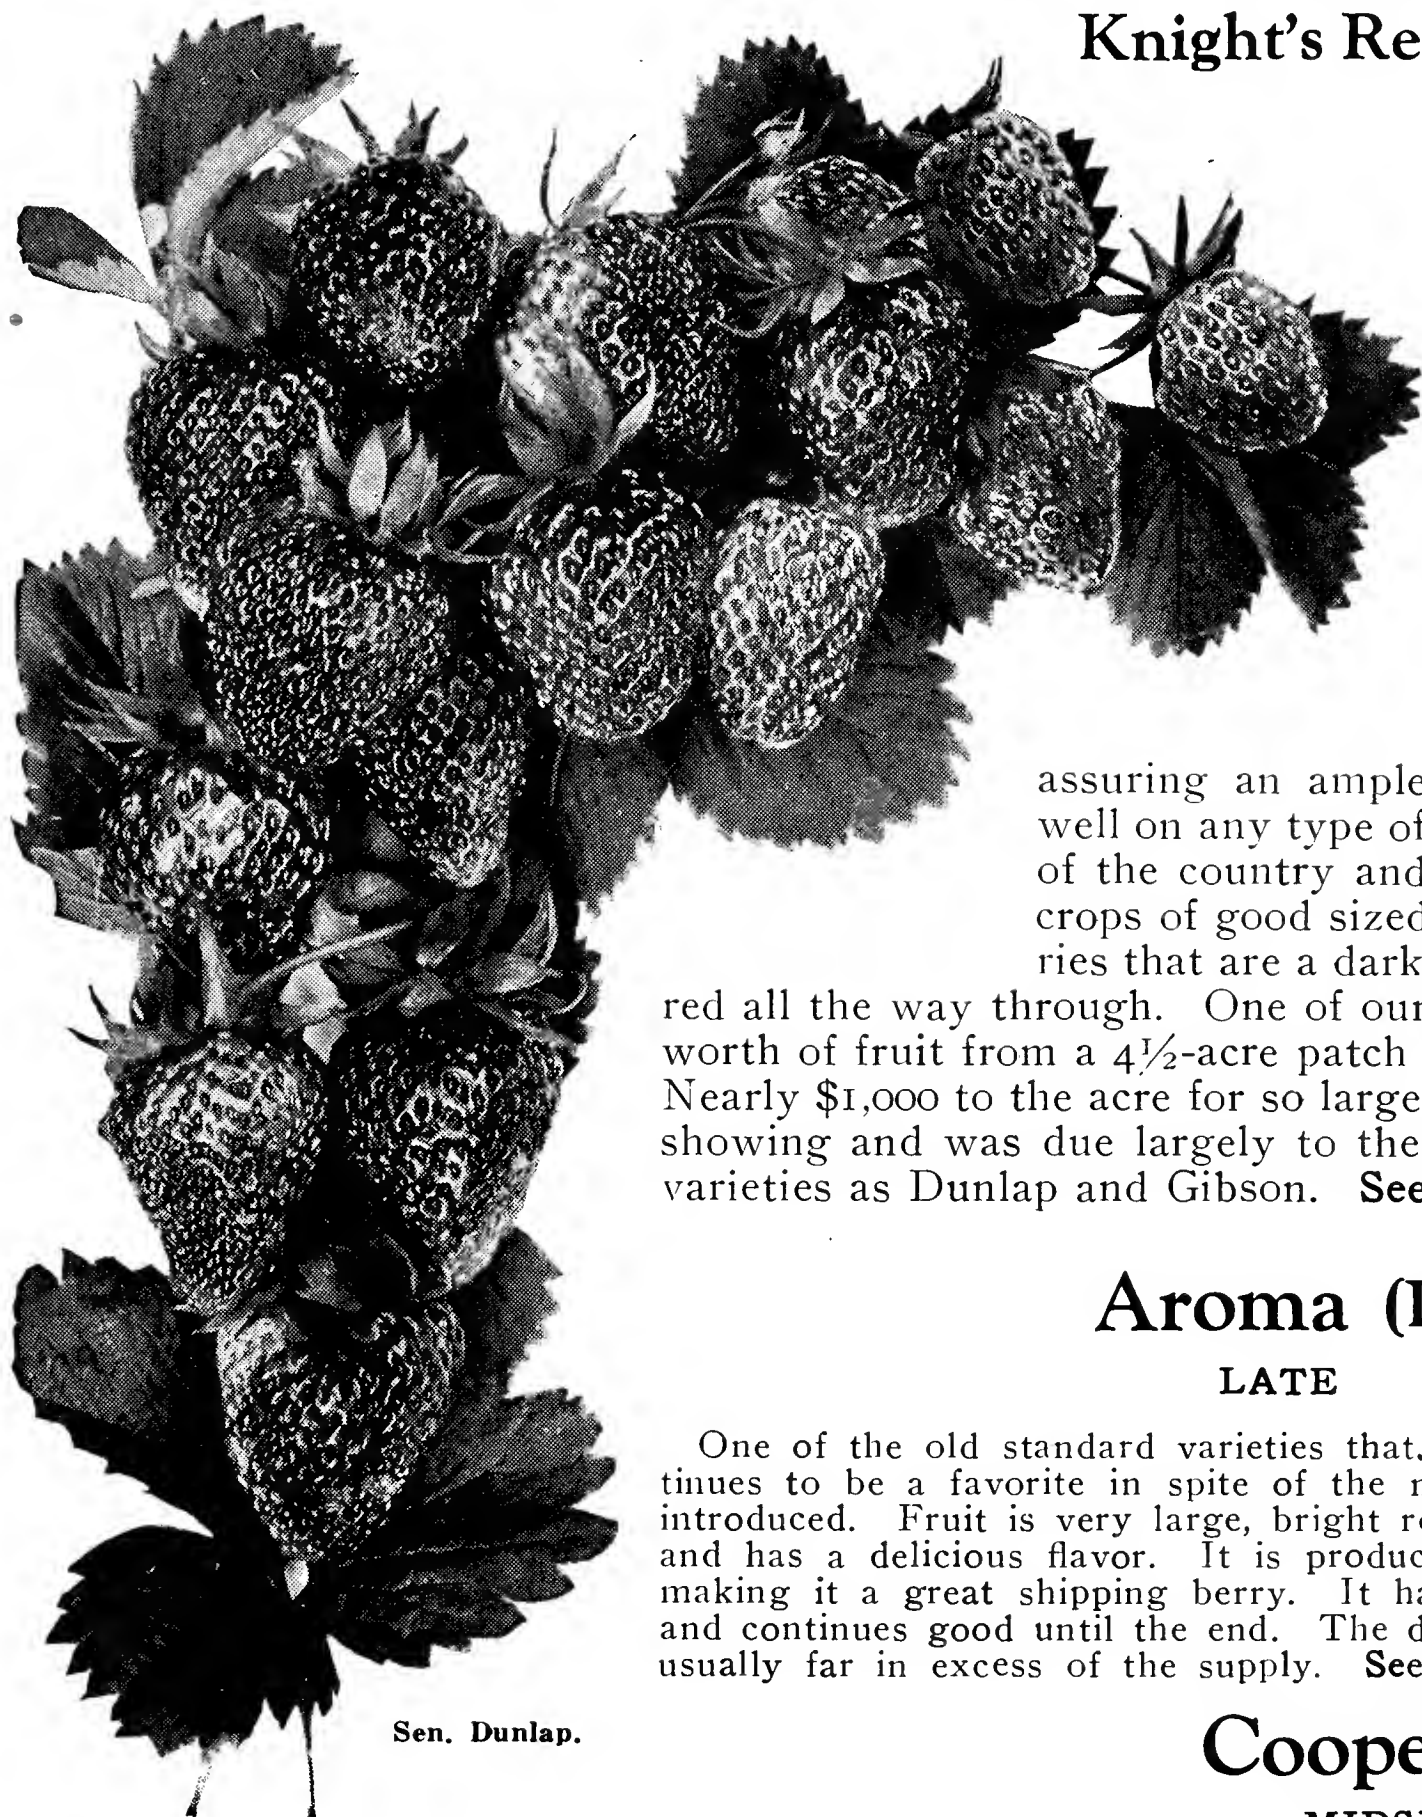 Knight's Re
assuring an ample
well on any type of
of the country and
crops of good sized
ries that are a dark
red all the way through. One of our
worth of fruit from a 4½-acre patch
Nearly $1,000 to the acre for so large
showing and was due largely to the
varieties as Dunlap and Gibson. See
Aroma (
LATE
One of the old standard varieties that
tinues to be a favorite in spite of the
introduced. Fruit is very large, bright
and has a delicious flavor. It is produc
making it a great shipping berry. It ha
and continues good until the end. The
usually far in excess of the supply. See
Sen. Dunlap.
Coope